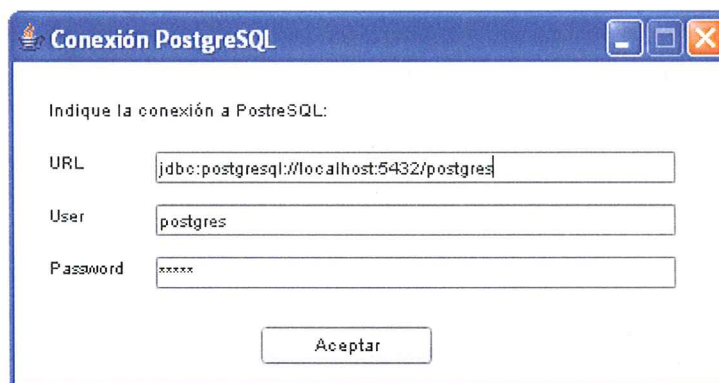 Conexión PostgreSQL
Indique la conexión a PostreSQL:
URL jdbc:postgresql://localhost:5432/postgres
User postgres
Password *****
Aceptar